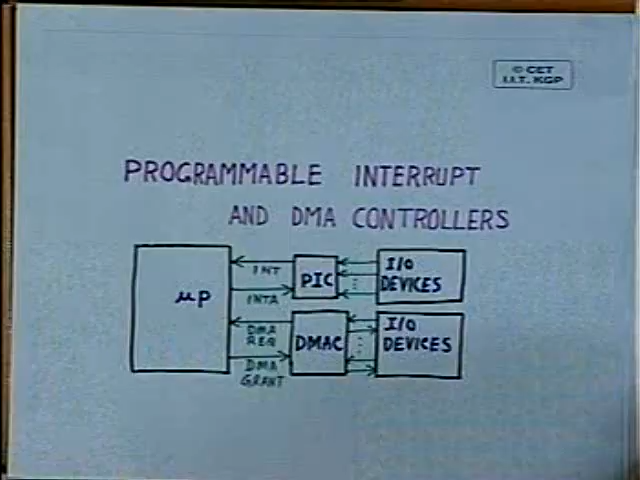 © CET
I.I.T. KGP
PROGRAMMABLE INTERRUPT
AND DMA CONTROLLERS
μP
INT
INTA
PIC
I/O
DEVICES
DMA
REQ
DMA
GRANT
DMAC
I/O
DEVICES